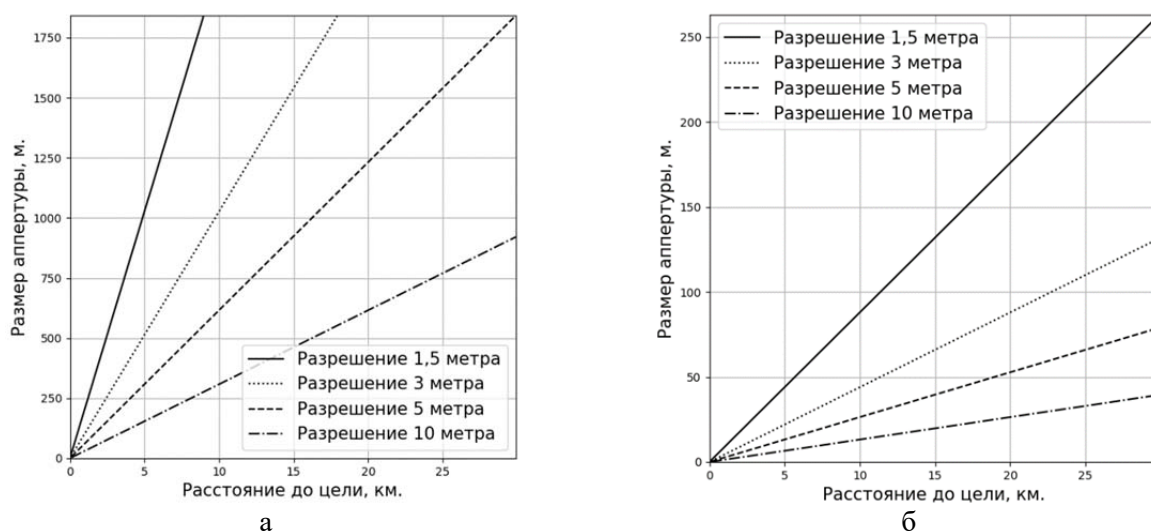 1750
1500
1250
1000
750
500
250
0
0
5
10
15
20
25
Размер аппертуры, м.
Расстояние до цели, км.
Разрешение 1,5 метра
Разрешение 3 метра
Разрешение 5 метра
Разрешение 10 метра
а
250
200
150
100
50
0
0
5
10
15
20
25
Размер аппертуры, м.
Расстояние до цели, км.
Разрешение 1,5 метра
Разрешение 3 метра
Разрешение 5 метра
Разрешение 10 метра
б